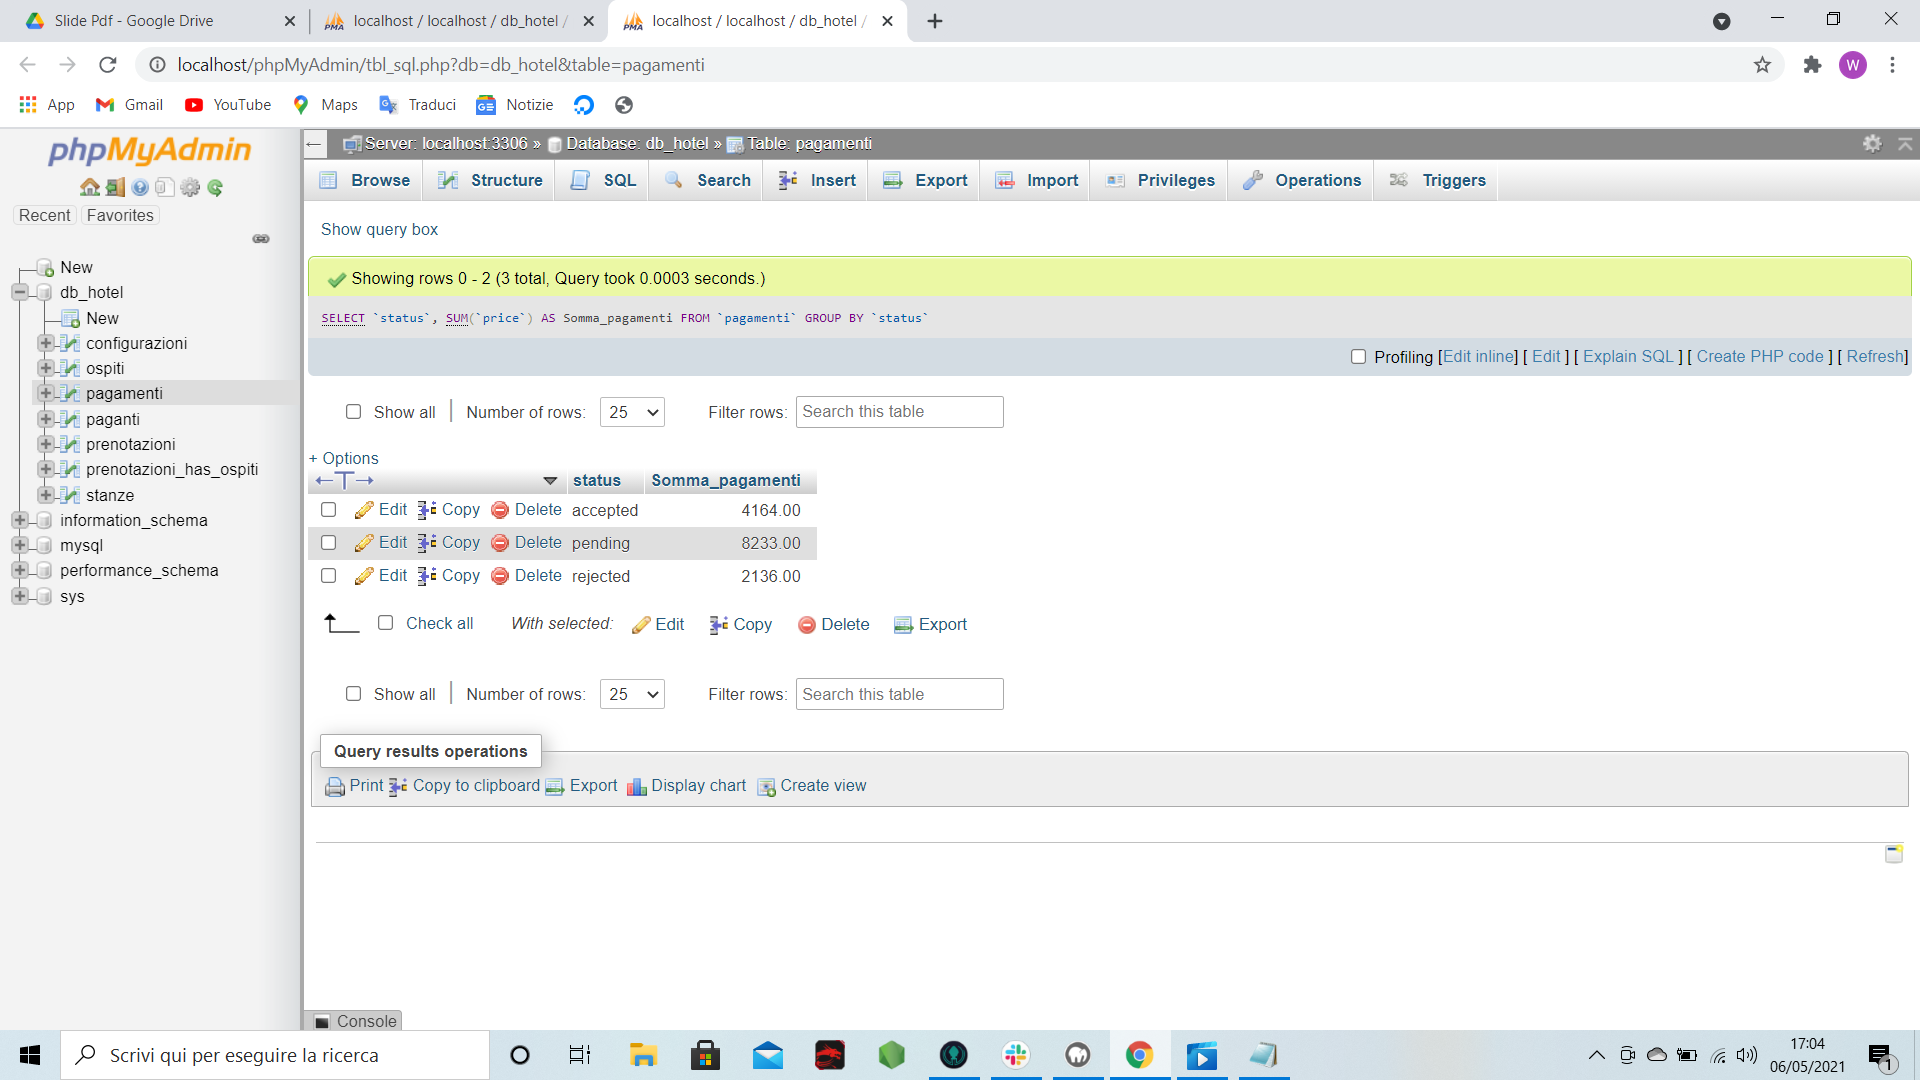 Slide Pdf - Google Drive
localhost / localhost / db_hotel /
localhost / localhost / db_hotel /
localhost/phpMyAdmin/tbl_sql.php?db=db_hotel&table=pagamenti
W
App Gmail YouTube Maps Traduci Notizie
phpMyAdmin
Recent Favorites
New
db_hotel
New
configurazioni
ospiti
pagamenti
paganti
prenotazioni
prenotazioni_has_ospiti
stanze
information_schema
mysql
performance_schema
sys
Server: localhost:3306 » Database: db_hotel » Table: pagamenti
Browse Structure SQL Search Insert Export Import Privileges Operations Triggers
Show query box
Showing rows 0 - 2 (3 total, Query took 0.0003 seconds.)
SELECT `status`, SUM(`price`) AS Somma_pagamenti FROM `pagamenti` GROUP BY `status`
Profiling [Edit inline] [ Edit ] [ Explain SQL ] [ Create PHP code ] [ Refresh]
Show all Number of rows: 25 Filter rows: Search this table
+ Options
←T→ status Somma_pagamenti
Edit Copy Delete accepted 4164.00
Edit Copy Delete pending 8233.00
Edit Copy Delete rejected 2136.00
Check all With selected: Edit Copy Delete Export
Show all Number of rows: 25 Filter rows: Search this table
Query results operations
Print Copy to clipboard Export Display chart Create view
Console
Scrivi qui per eseguire la ricerca
17:04
06/05/2021
1